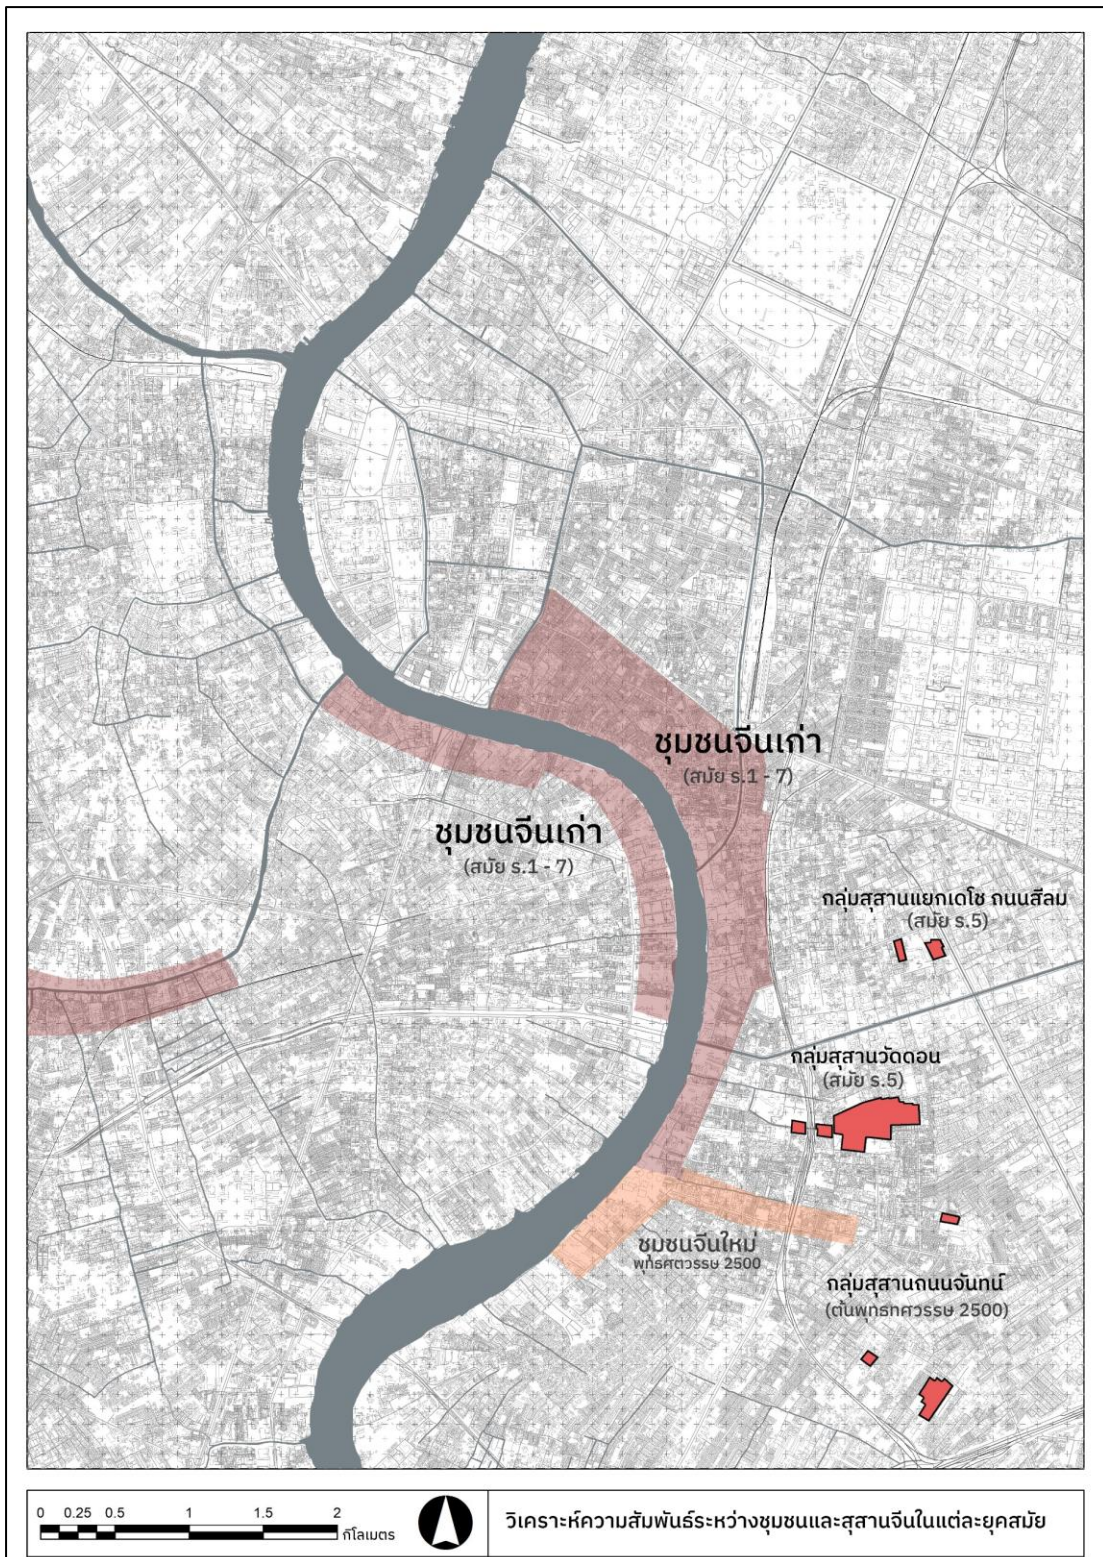 ชุมชนจีนเก่า
(สมัย ร.1 - 7)
ชุมชนจีนเก่า
(สมัย ร.1 - 7)
กลุ่มสุสานแยกเดโช ถนนสีลม
(สมัย ร.5)
กลุ่มสุสานวัดดอน
(สมัย ร.5)
ชุมชนจีนใหม่
พุทธศตวรรษ 2500
กลุ่มสุสานถนนจันทน์
(ต้นพุทธทศวรรษ 2500)
0 0.25 0.5 1 1.5 2
กิโลเมตร
วิเคราะห์ความสัมพันธ์ระหว่างชุมชนและสุสานจีนในแต่ละยุคสมัย